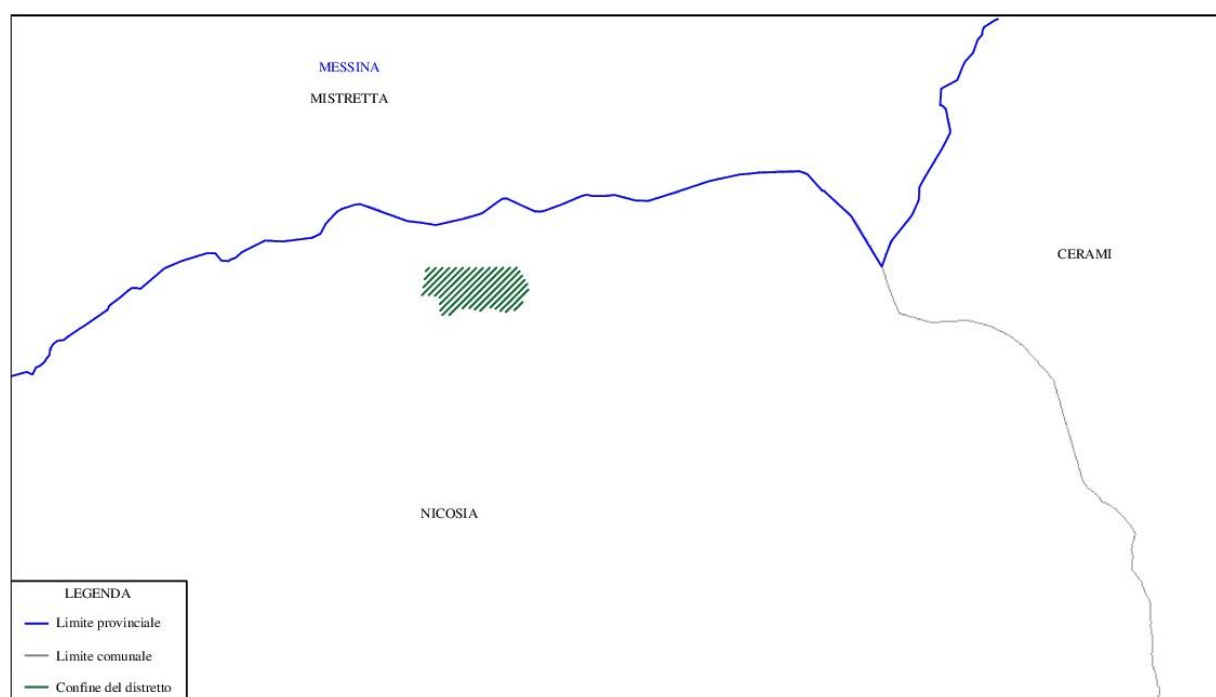 MESSINA
MISTRETTA
CERAMI
NICOSIA
LEGENDA
Limite provinciale
Limite comunale
Confine del distretto